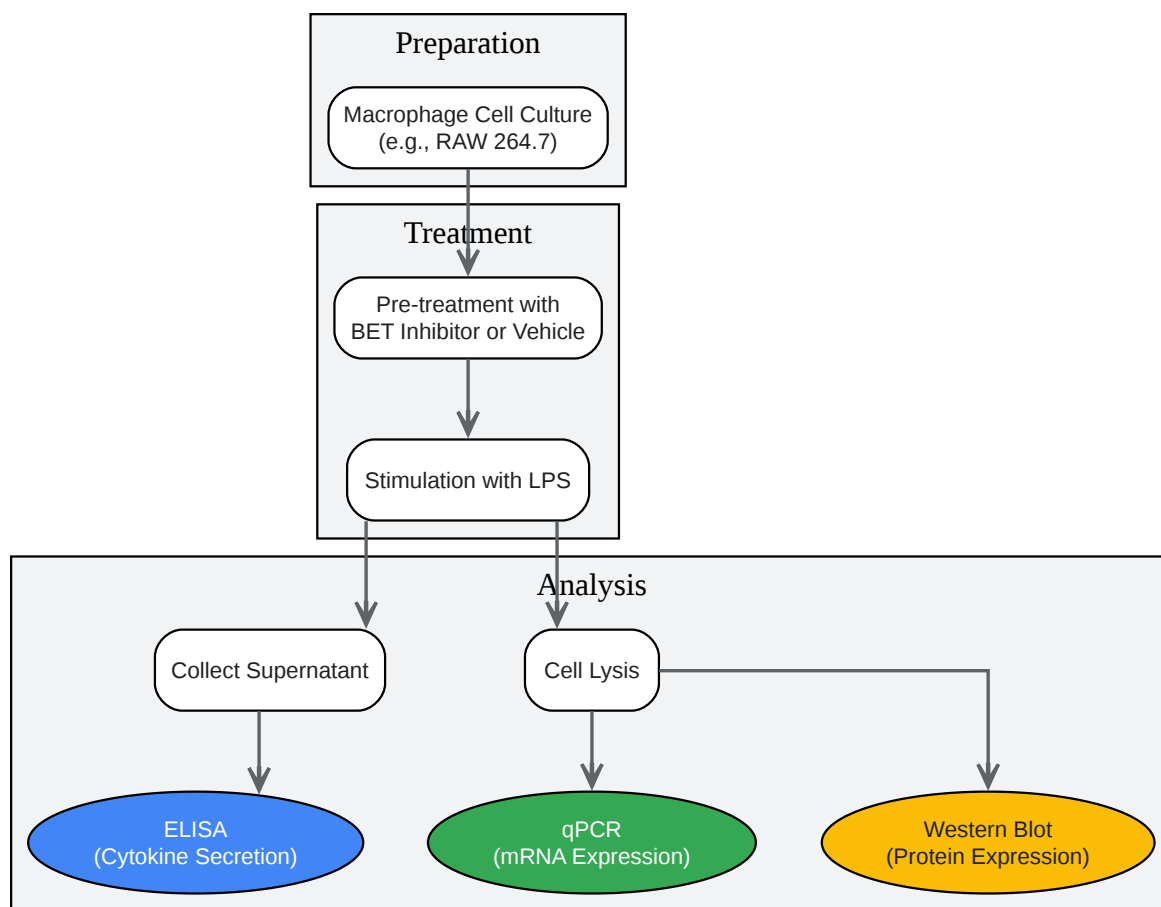 Preparation
Macrophage Cell Culture
(e.g., RAW 264.7)
Treatment
Pre-treatment with
BET Inhibitor or Vehicle
Stimulation with LPS
Analysis
Collect Supernatant
Cell Lysis
ELISA
(Cytokine Secretion)
qPCR
(mRNA Expression)
Western Blot
(Protein Expression)